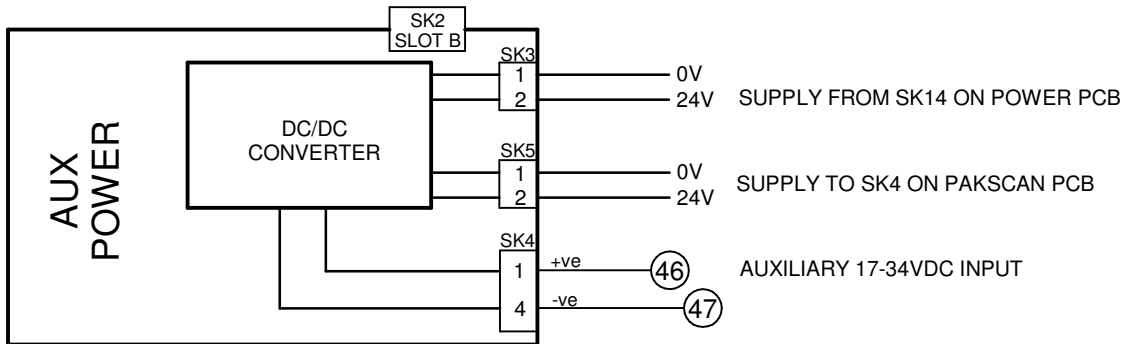 SK2
SLOT B
SK3
1 0V
2 24V SUPPLY FROM SK14 ON POWER PCB
DC/DC
CONVERTER
AUX
POWER
SK5
1 0V
2 24V SUPPLY TO SK4 ON PAKSCAN PCB
SK4
1 +ve 46 AUXILIARY 17-34VDC INPUT
4 -ve 47